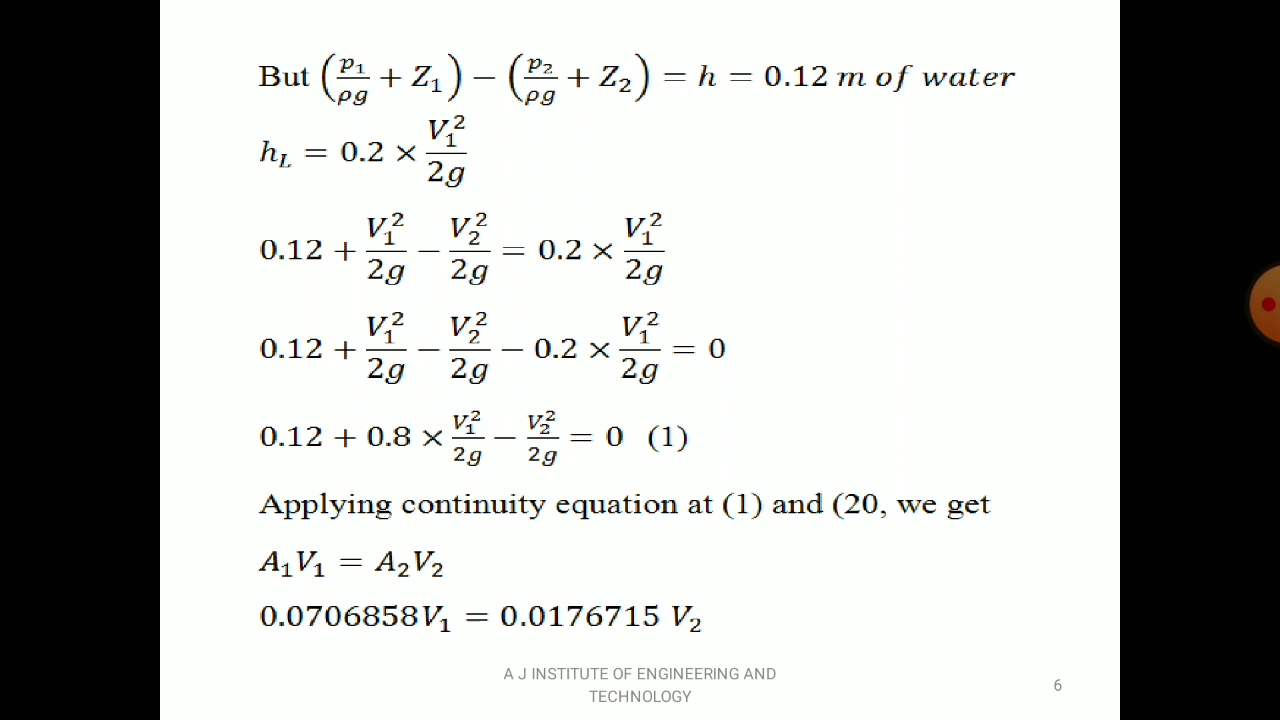 But (p₁/ρg + Z₁) − (p₂/ρg + Z₂) = h = 0.12 m of water
h_L = 0.2 × V₁²/2g
0.12 + V₁²/2g − V₂²/2g = 0.2 × V₁²/2g
0.12 + V₁²/2g − V₂²/2g − 0.2 × V₁²/2g = 0
0.12 + 0.8 × V₁²/2g − V₂²/2g = 0 (1)
Applying continuity equation at (1) and (20, we get
A₁V₁ = A₂V₂
0.0706858V₁ = 0.0176715 V₂
A J INSTITUTE OF ENGINEERING AND
TECHNOLOGY
6